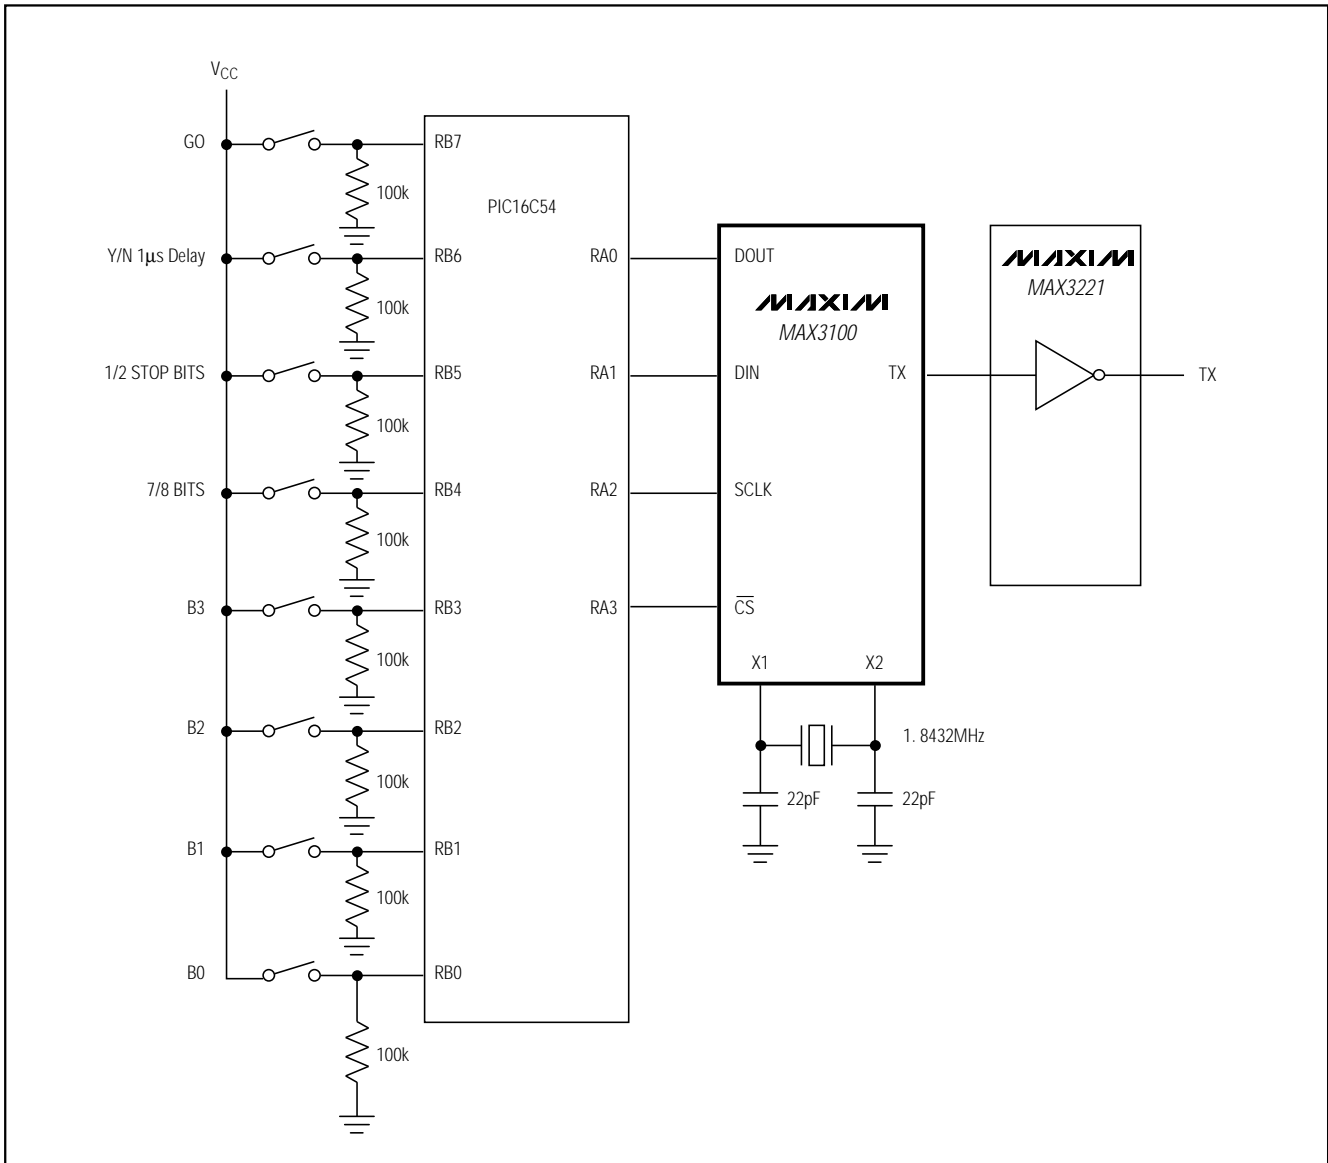 VCC
GO
RB7
100k
PIC16C54
Y/N 1µs Delay
RB6
RA0
DOUT
MAXIM
MAX3100
MAXIM
MAX3221
100k
1/2 STOP BITS
RB5
RA1
DIN
TX
TX
100k
7/8 BITS
RB4
RA2
SCLK
100k
B3
RB3
RA3
CS
100k
X1
X2
B2
RB2
1. 8432MHz
100k
22pF
22pF
B1
RB1
100k
B0
RB0
100k